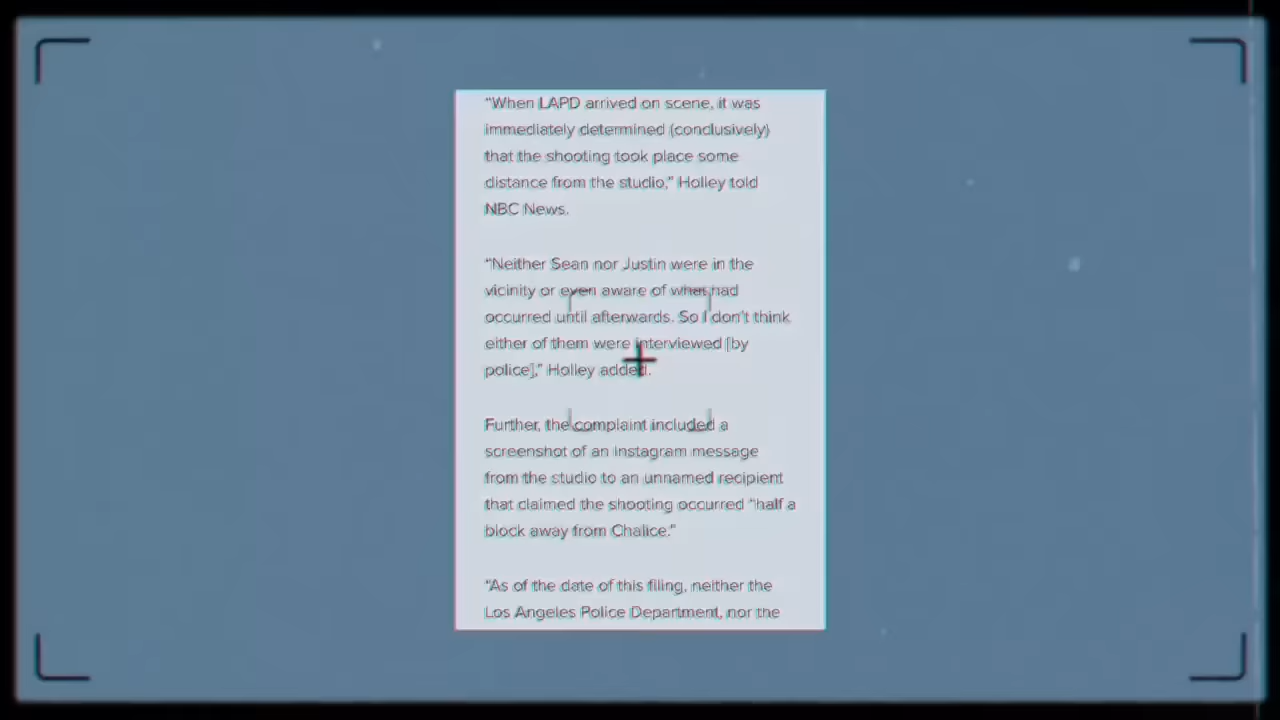 “When LAPD arrived on scene, it was
immediately determined (conclusively)
that the shooting took place some
distance from the studio,” Holley told
NBC News.
“Neither Sean nor Justin were in the
vicinity or even aware of what had
occurred until afterwards. So I don’t think
either of them were interviewed [by
police],” Holley added.
Further, the complaint included a
screenshot of an Instagram message
from the studio to an unnamed recipient
that claimed the shooting occurred “half a
block away from Chalice.”
“As of the date of this filing, neither the
Los Angeles Police Department, nor the